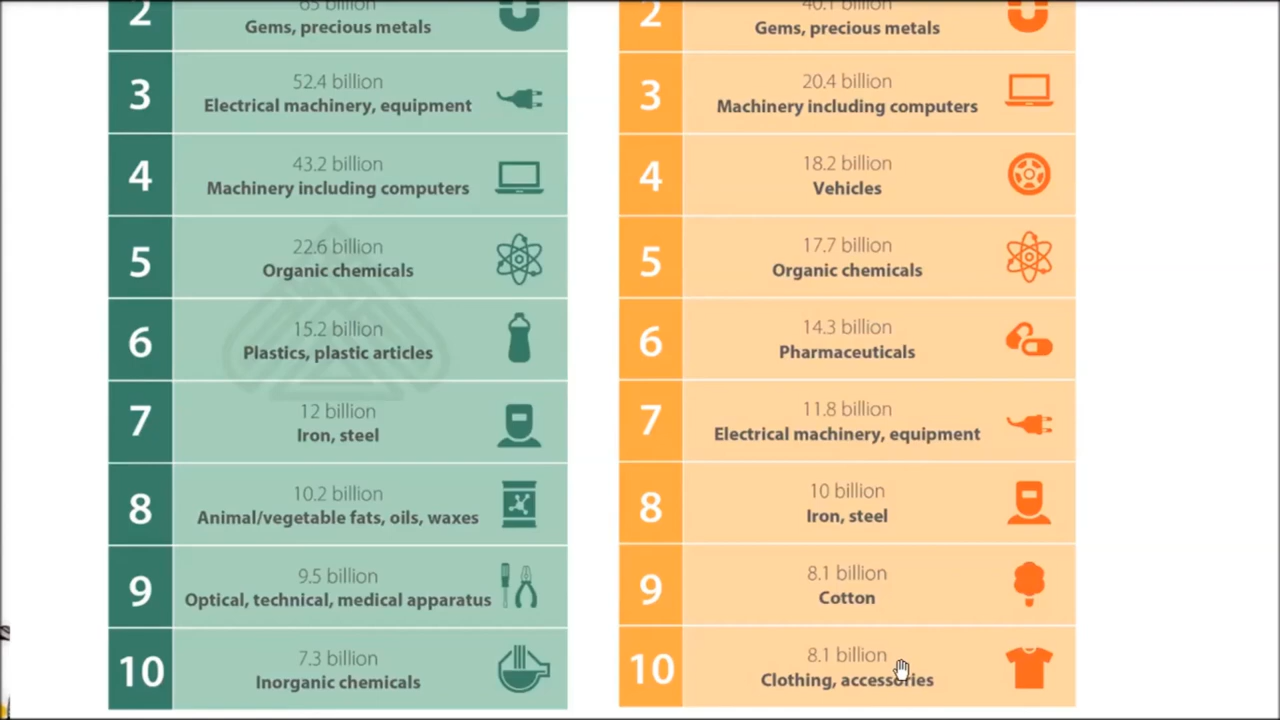 2
65 billion
Gems, precious metals
3
52.4 billion
Electrical machinery, equipment
4
43.2 billion
Machinery including computers
5
22.6 billion
Organic chemicals
6
15.2 billion
Plastics, plastic articles
7
12 billion
Iron, steel
8
10.2 billion
Animal/vegetable fats, oils, waxes
9
9.5 billion
Optical, technical, medical apparatus
10
7.3 billion
Inorganic chemicals
2
40.1 billion
Gems, precious metals
3
20.4 billion
Machinery including computers
4
18.2 billion
Vehicles
5
17.7 billion
Organic chemicals
6
14.3 billion
Pharmaceuticals
7
11.8 billion
Electrical machinery, equipment
8
10 billion
Iron, steel
9
8.1 billion
Cotton
10
8.1 billion
Clothing, accessories